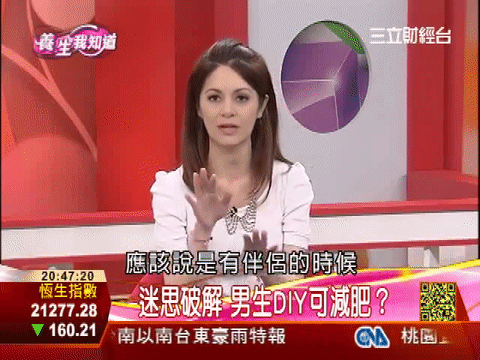 養生我知道
三立財經台
應該說是有伴侶的時候
20:47:20
恆生指數
21277.28
▼160.21
迷思破解 男生DIY可減肥？
南以南台東豪雨特報
CNA 桃園